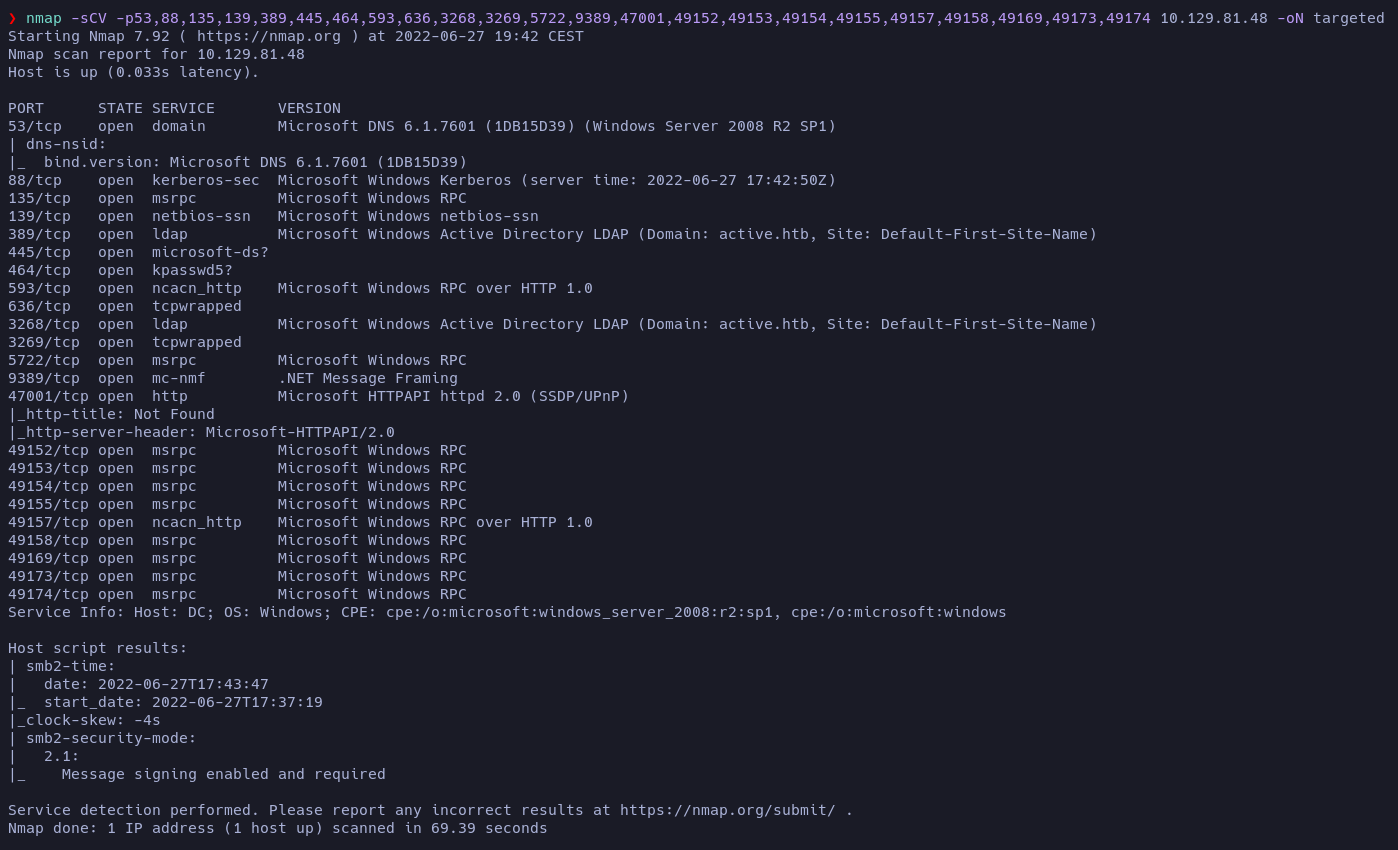 ❯ nmap -sCV -p53,88,135,139,389,445,464,593,636,3268,3269,5722,9389,47001,49152,49153,49154,49155,49157,49158,49169,49173,49174 10.129.81.48 -oN targeted
Starting Nmap 7.92 ( https://nmap.org ) at 2022-06-27 19:42 CEST
Nmap scan report for 10.129.81.48
Host is up (0.033s latency).

PORT      STATE SERVICE       VERSION
53/tcp    open  domain        Microsoft DNS 6.1.7601 (1DB15D39) (Windows Server 2008 R2 SP1)
| dns-nsid:
|_  bind.version: Microsoft DNS 6.1.7601 (1DB15D39)
88/tcp    open  kerberos-sec  Microsoft Windows Kerberos (server time: 2022-06-27 17:42:50Z)
135/tcp   open  msrpc         Microsoft Windows RPC
139/tcp   open  netbios-ssn   Microsoft Windows netbios-ssn
389/tcp   open  ldap          Microsoft Windows Active Directory LDAP (Domain: active.htb, Site: Default-First-Site-Name)
445/tcp   open  microsoft-ds?
464/tcp   open  kpasswd5?
593/tcp   open  ncacn_http    Microsoft Windows RPC over HTTP 1.0
636/tcp   open  tcpwrapped
3268/tcp  open  ldap          Microsoft Windows Active Directory LDAP (Domain: active.htb, Site: Default-First-Site-Name)
3269/tcp  open  tcpwrapped
5722/tcp  open  msrpc         Microsoft Windows RPC
9389/tcp  open  mc-nmf        .NET Message Framing
47001/tcp open  http          Microsoft HTTPAPI httpd 2.0 (SSDP/UPnP)
|_http-title: Not Found
|_http-server-header: Microsoft-HTTPAPI/2.0
49152/tcp open  msrpc         Microsoft Windows RPC
49153/tcp open  msrpc         Microsoft Windows RPC
49154/tcp open  msrpc         Microsoft Windows RPC
49155/tcp open  msrpc         Microsoft Windows RPC
49157/tcp open  ncacn_http    Microsoft Windows RPC over HTTP 1.0
49158/tcp open  msrpc         Microsoft Windows RPC
49169/tcp open  msrpc         Microsoft Windows RPC
49173/tcp open  msrpc         Microsoft Windows RPC
49174/tcp open  msrpc         Microsoft Windows RPC
Service Info: Host: DC; OS: Windows; CPE: cpe:/o:microsoft:windows_server_2008:r2:sp1, cpe:/o:microsoft:windows

Host script results:
| smb2-time:
|   date: 2022-06-27T17:43:47
|_  start_date: 2022-06-27T17:37:19
|_clock-skew: -4s
| smb2-security-mode:
|   2.1:
|_    Message signing enabled and required

Service detection performed. Please report any incorrect results at https://nmap.org/submit/ .
Nmap done: 1 IP address (1 host up) scanned in 69.39 seconds